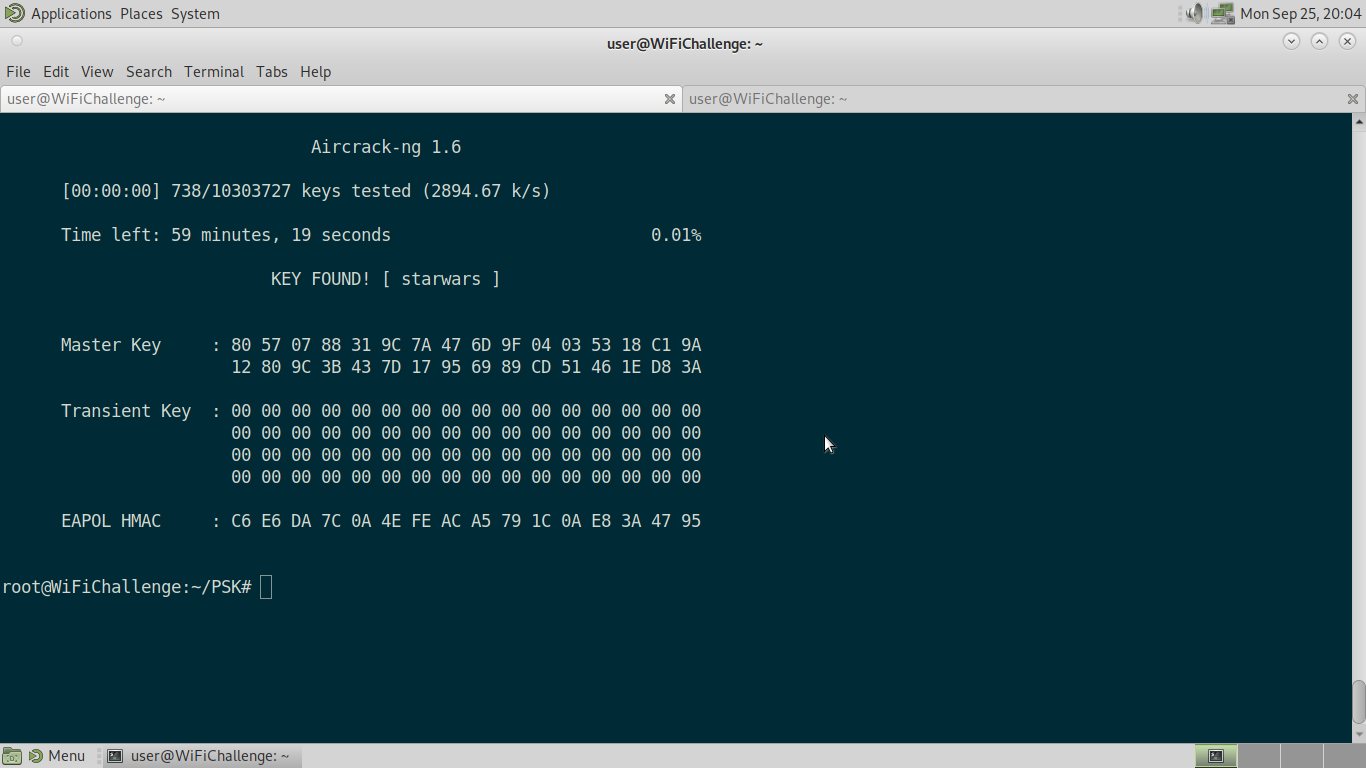 Applications Places System Mon Sep 25, 20:04
user@WiFiChallenge: ~
File Edit View Search Terminal Tabs Help
user@WiFiChallenge: ~ user@WiFiChallenge: ~
Aircrack-ng 1.6
[00:00:00] 738/10303727 keys tested (2894.67 k/s)
Time left: 59 minutes, 19 seconds 0.01%
KEY FOUND! [ starwars ]
Master Key : 80 57 07 88 31 9C 7A 47 6D 9F 04 03 53 18 C1 9A
12 80 9C 3B 43 7D 17 95 69 89 CD 51 46 1E D8 3A
Transient Key : 00 00 00 00 00 00 00 00 00 00 00 00 00 00 00 00
00 00 00 00 00 00 00 00 00 00 00 00 00 00 00 00
00 00 00 00 00 00 00 00 00 00 00 00 00 00 00 00
00 00 00 00 00 00 00 00 00 00 00 00 00 00 00 00
EAPOL HMAC : C6 E6 DA 7C 0A 4E FE AC A5 79 1C 0A E8 3A 47 95
root@WiFiChallenge:~/PSK#
Menu user@WiFiChallenge: ~